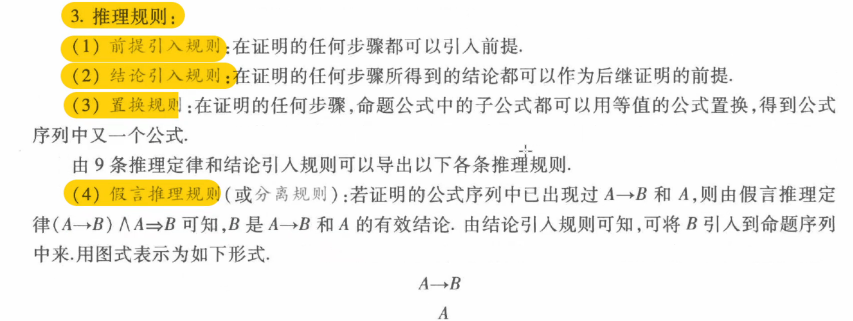 3. 推理规则:
(1) 前提引入规则:在证明的任何步骤都可以引入前提.
(2) 结论引入规则:在证明的任何步骤所得到的结论都可以作为后继证明的前提.
(3) 置换规则:在证明的任何步骤,命题公式中的子公式都可以用等值的公式置换,得到公式
序列中又一个公式.
由 9 条推理定律和结论引入规则可以导出以下各条推理规则.
(4) 假言推理规则(或分离规则):若证明的公式序列中已出现过 A→B 和 A,则由假言推理定
律(A→B)∧A⇒B 可知,B 是 A→B 和 A 的有效结论. 由结论引入规则可知,可将 B 引入到命题序列
中来.用图式表示为如下形式.
A→B
A